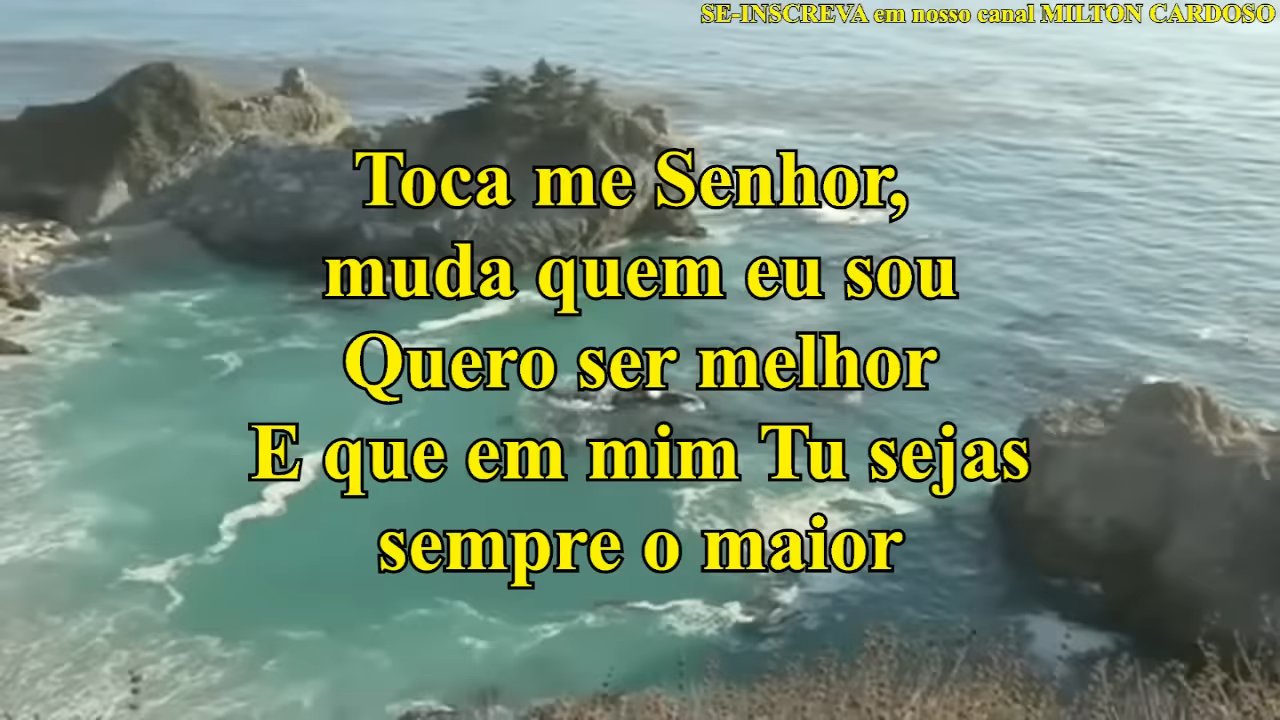 SE-INSCREVA em nosso canal MILTON CARDOSO
Toca me Senhor,
muda quem eu sou
Quero ser melhor
E que em mim Tu sejas
sempre o maior